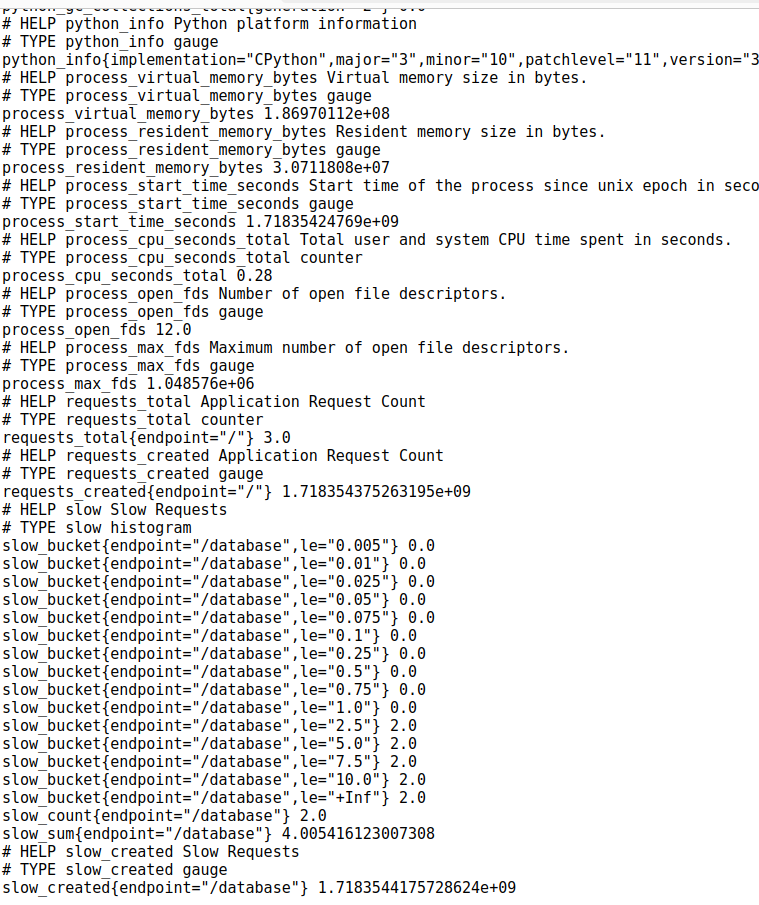 # HELP python_info Python platform information
# TYPE python_info gauge
python_info{implementation="CPython",major="3",minor="10",patchlevel="11",version="3
# HELP process_virtual_memory_bytes Virtual memory size in bytes.
# TYPE process_virtual_memory_bytes gauge
process_virtual_memory_bytes 1.86970112e+08
# HELP process_resident_memory_bytes Resident memory size in bytes.
# TYPE process_resident_memory_bytes gauge
process_resident_memory_bytes 3.0711808e+07
# HELP process_start_time_seconds Start time of the process since unix epoch in seco
# TYPE process_start_time_seconds gauge
process_start_time_seconds 1.71835424769e+09
# HELP process_cpu_seconds_total Total user and system CPU time spent in seconds.
# TYPE process_cpu_seconds_total counter
process_cpu_seconds_total 0.28
# HELP process_open_fds Number of open file descriptors.
# TYPE process_open_fds gauge
process_open_fds 12.0
# HELP process_max_fds Maximum number of open file descriptors.
# TYPE process_max_fds gauge
process_max_fds 1.048576e+06
# HELP requests_total Application Request Count
# TYPE requests_total counter
requests_total{endpoint="/"} 3.0
# HELP requests_created Application Request Count
# TYPE requests_created gauge
requests_created{endpoint="/"} 1.718354375263195e+09
# HELP slow Slow Requests
# TYPE slow histogram
slow_bucket{endpoint="/database",le="0.005"} 0.0
slow_bucket{endpoint="/database",le="0.01"} 0.0
slow_bucket{endpoint="/database",le="0.025"} 0.0
slow_bucket{endpoint="/database",le="0.05"} 0.0
slow_bucket{endpoint="/database",le="0.075"} 0.0
slow_bucket{endpoint="/database",le="0.1"} 0.0
slow_bucket{endpoint="/database",le="0.25"} 0.0
slow_bucket{endpoint="/database",le="0.5"} 0.0
slow_bucket{endpoint="/database",le="0.75"} 0.0
slow_bucket{endpoint="/database",le="1.0"} 0.0
slow_bucket{endpoint="/database",le="2.5"} 2.0
slow_bucket{endpoint="/database",le="5.0"} 2.0
slow_bucket{endpoint="/database",le="7.5"} 2.0
slow_bucket{endpoint="/database",le="10.0"} 2.0
slow_bucket{endpoint="/database",le="+Inf"} 2.0
slow_count{endpoint="/database"} 2.0
slow_sum{endpoint="/database"} 4.005416123007308
# HELP slow_created Slow Requests
# TYPE slow_created gauge
slow_created{endpoint="/database"} 1.7183544175728624e+09